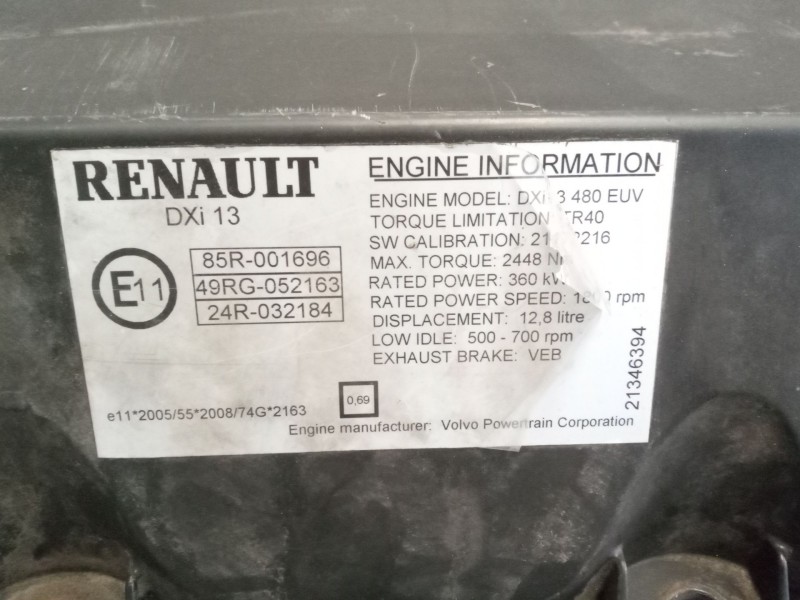 RENAULT
DXi 13
E11
85R-001696
49RG-052163
24R-032184
e11*2005/55*2008/74G*2163
0,69
ENGINE INFORMATION
ENGINE MODEL: 480 EUV
TORQUE LIMITATION
SW CALIBRATION:
MAX. TORQUE: 2448
RATED POWER: 360
RATED POWER SPEED: rpm
DISPLACEMENT: 12,8 litre
LOW IDLE: 500 - 700 rpm
EXHAUST BRAKE: VEB
Engine manufacturer: Volvo Powertrain Corporation
21346394